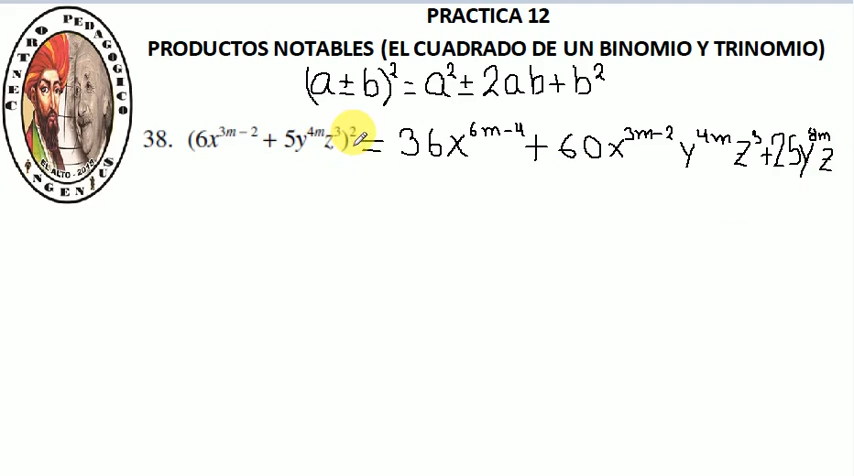 PRACTICA 12
PRODUCTOS NOTABLES (EL CUADRADO DE UN BINOMIO Y TRINOMIO)
(a ± b)² = a² ± 2ab + b²
38. (6x^{3m−2} + 5y^{4m}z³)² = 36x^{6m−4} + 60x^{3m−2} y^{4m} z³ + 25y^{8m} z
CENTRO PEDAGOGICO
EL ALTO - 2015
INGENIUS